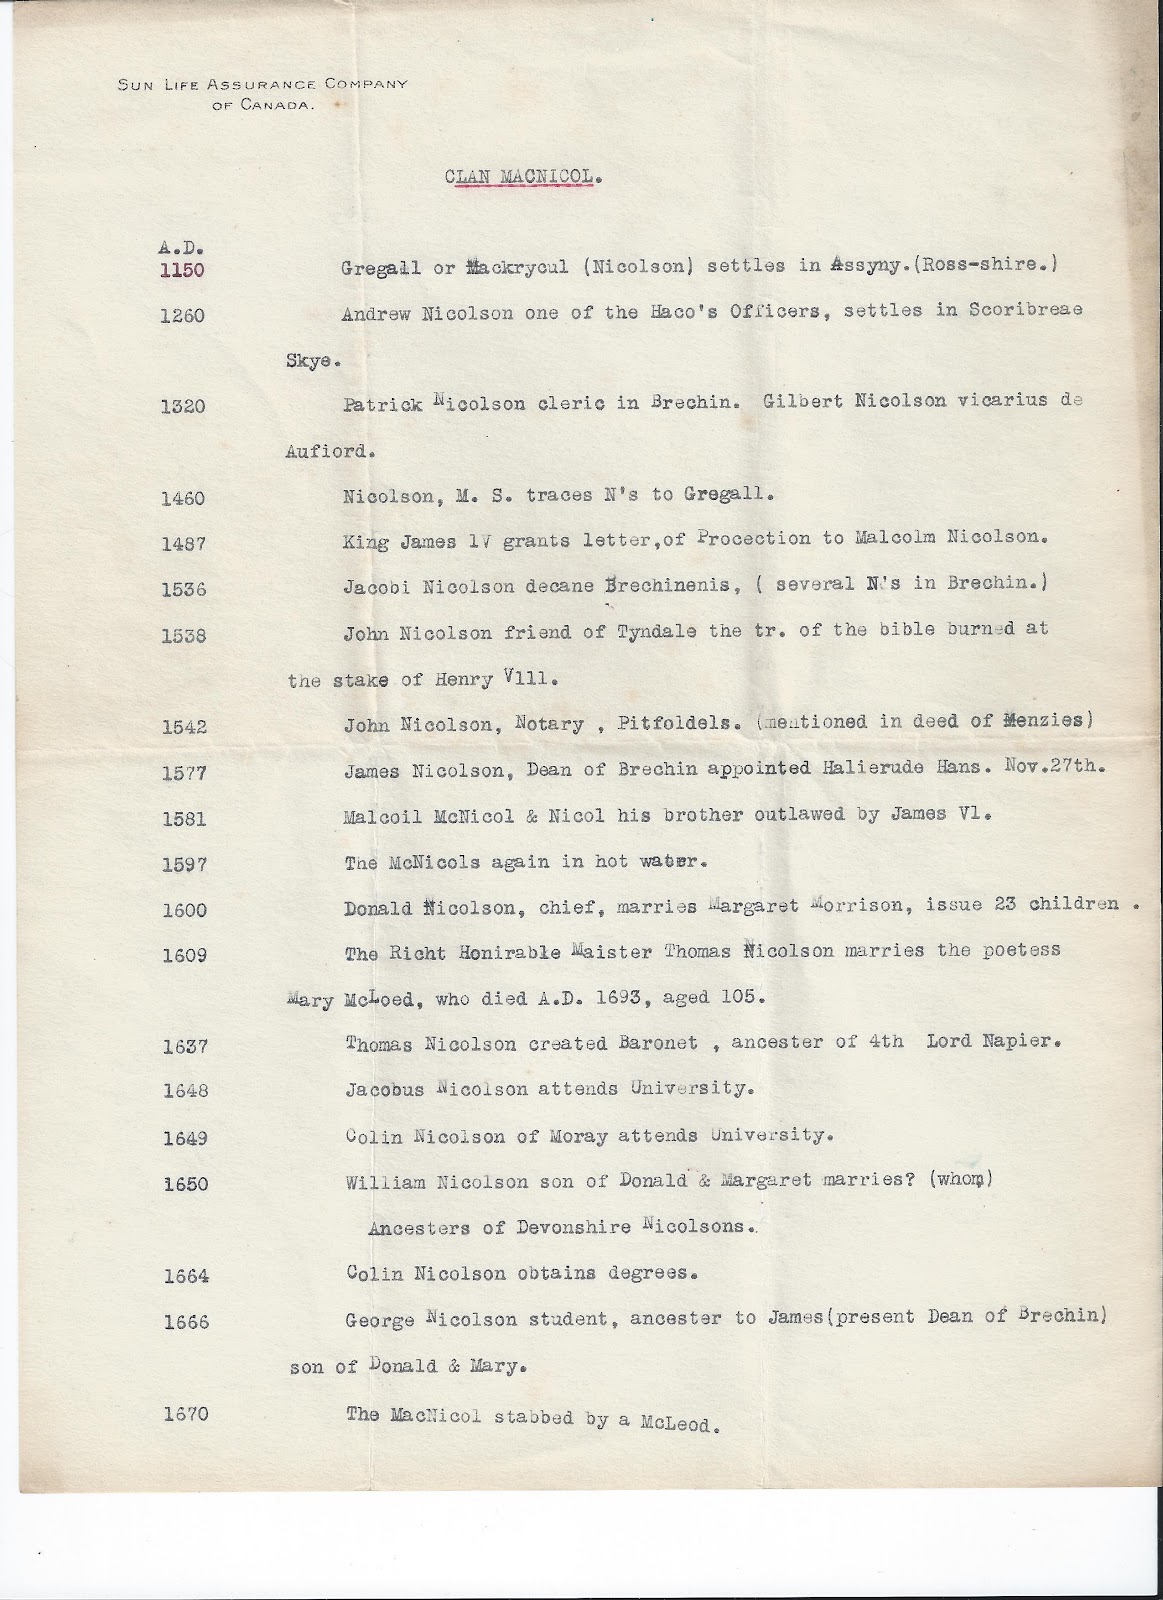 SUN LIFE ASSURANCE COMPANY
OF CANADA.
CLAN MACNICOL.
A.D.
1150 Gregall or Mackrycul (Nicolson) settles in Assyny.(Ross-shire.)
1260 Andrew Nicolson one of the Haco's Officers, settles in Scoribreae
Skye.
1320 Patrick Nicolson cleric in Brechin. Gilbert Nicolson vicarius de
Aufiord.
1460 Nicolson, M. S. traces N's to Gregall.
1487 King James 1V grants letter,of Procection to Malcolm Nicolson.
1536 Jacobi Nicolson decane Brechinenis, ( several N's in Brechin.)
1538 John Nicolson friend of Tyndale the tr. of the bible burned at
the stake of Henry V111.
1542 John Nicolson, Notary , Pitfoldels. (mentioned in deed of Menzies)
1577 James Nicolson, Dean of Brechin appointed Halierude Hans. Nov.27th.
1581 Malcoil McNicol & Nicol his brother outlawed by James V1.
1597 The McNicols again in hot water.
1600 Donald Nicolson, chief, marries Margaret Morrison, issue 23 children .
1609 The Richt Honirable Maister Thomas Nicolson marries the poetess
Mary McLoed, who died A.D. 1693, aged 105.
1637 Thomas Nicolson created Baronet , ancester of 4th Lord Napier.
1648 Jacobus Nicolson attends University.
1649 Colin Nicolson of Moray attends University.
1650 William Nicolson son of Donald & Margaret marries? (whom)
Ancesters of Devonshire Nicolsons.
1664 Colin Nicolson obtains degrees.
1666 George Nicolson student, ancester to James(present Dean of Brechin)
son of Donald & Mary.
1670 The MacNicol stabbed by a McLeod.